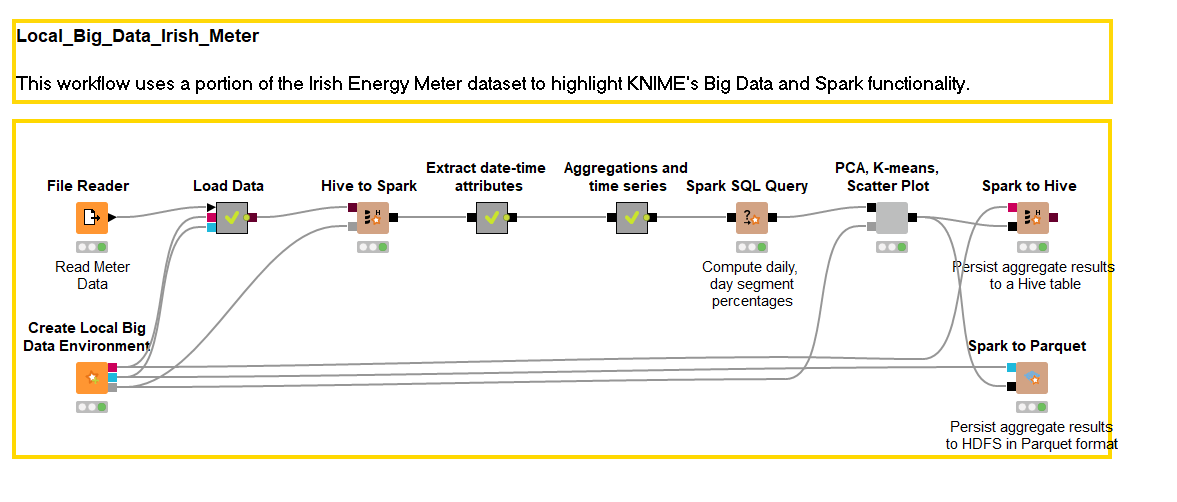 Local_Big_Data_Irish_Meter
This workflow uses a portion of the Irish Energy Meter dataset to highlight KNIME's Big Data and Spark functionality.
File Reader
Read Meter
Data
Load Data
Hive to Spark
Extract date-time
attributes
Aggregations and
time series
Spark SQL Query
Compute daily,
day segment
percentages
PCA, K-means,
Scatter Plot
Spark to Hive
Persist aggregate results
to a Hive table
Create Local Big
Data Environment
Spark to Parquet
Persist aggregate results
to HDFS in Parquet format